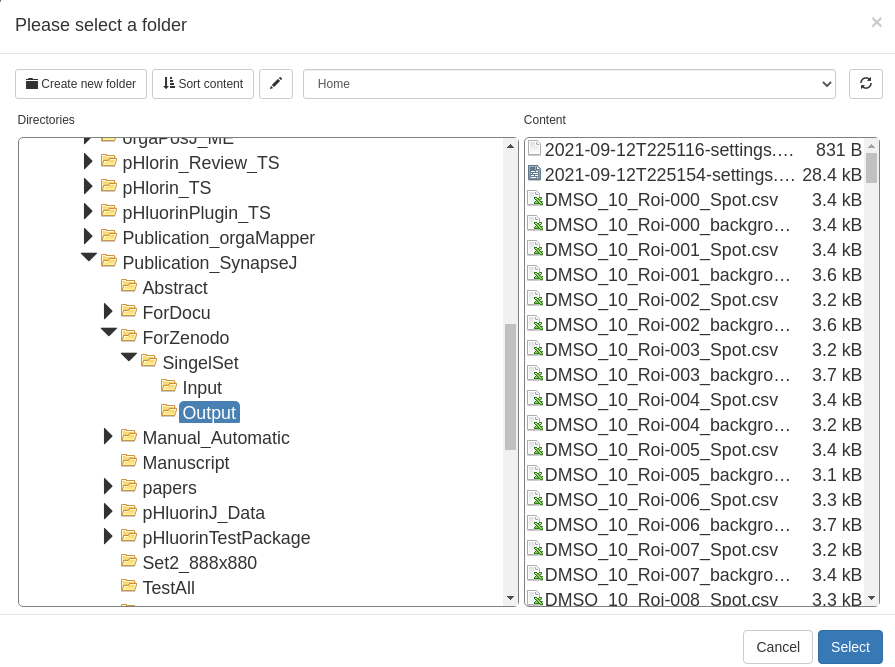 Please select a folder
×
Create new folder
Sort content
Home
Directories
orgaPosJ_ME
pHlorin_Review_TS
pHlorin_TS
pHluorinPlugin_TS
Publication_orgaMapper
Publication_SynapseJ
Abstract
ForDocu
ForZenodo
SingelSet
Input
Output
Manual_Automatic
Manuscript
papers
pHluorinJ_Data
pHluorinTestPackage
Set2_888x880
TestAll
Content
2021-09-12T225116-settings.… 831 B
2021-09-12T225154-settings.… 28.4 kB
DMSO_10_Roi-000_Spot.csv 3.4 kB
DMSO_10_Roi-000_backgro… 3.4 kB
DMSO_10_Roi-001_Spot.csv 3.4 kB
DMSO_10_Roi-001_backgro… 3.6 kB
DMSO_10_Roi-002_Spot.csv 3.2 kB
DMSO_10_Roi-002_backgro… 3.6 kB
DMSO_10_Roi-003_Spot.csv 3.2 kB
DMSO_10_Roi-003_backgro… 3.7 kB
DMSO_10_Roi-004_Spot.csv 3.4 kB
DMSO_10_Roi-004_backgro… 3.2 kB
DMSO_10_Roi-005_Spot.csv 3.4 kB
DMSO_10_Roi-005_backgro… 3.1 kB
DMSO_10_Roi-006_Spot.csv 3.3 kB
DMSO_10_Roi-006_backgro… 3.7 kB
DMSO_10_Roi-007_Spot.csv 3.2 kB
DMSO_10_Roi-007_backgro… 3.4 kB
DMSO_10_Roi-008_Spot.csv 3.3 kB
Cancel
Select